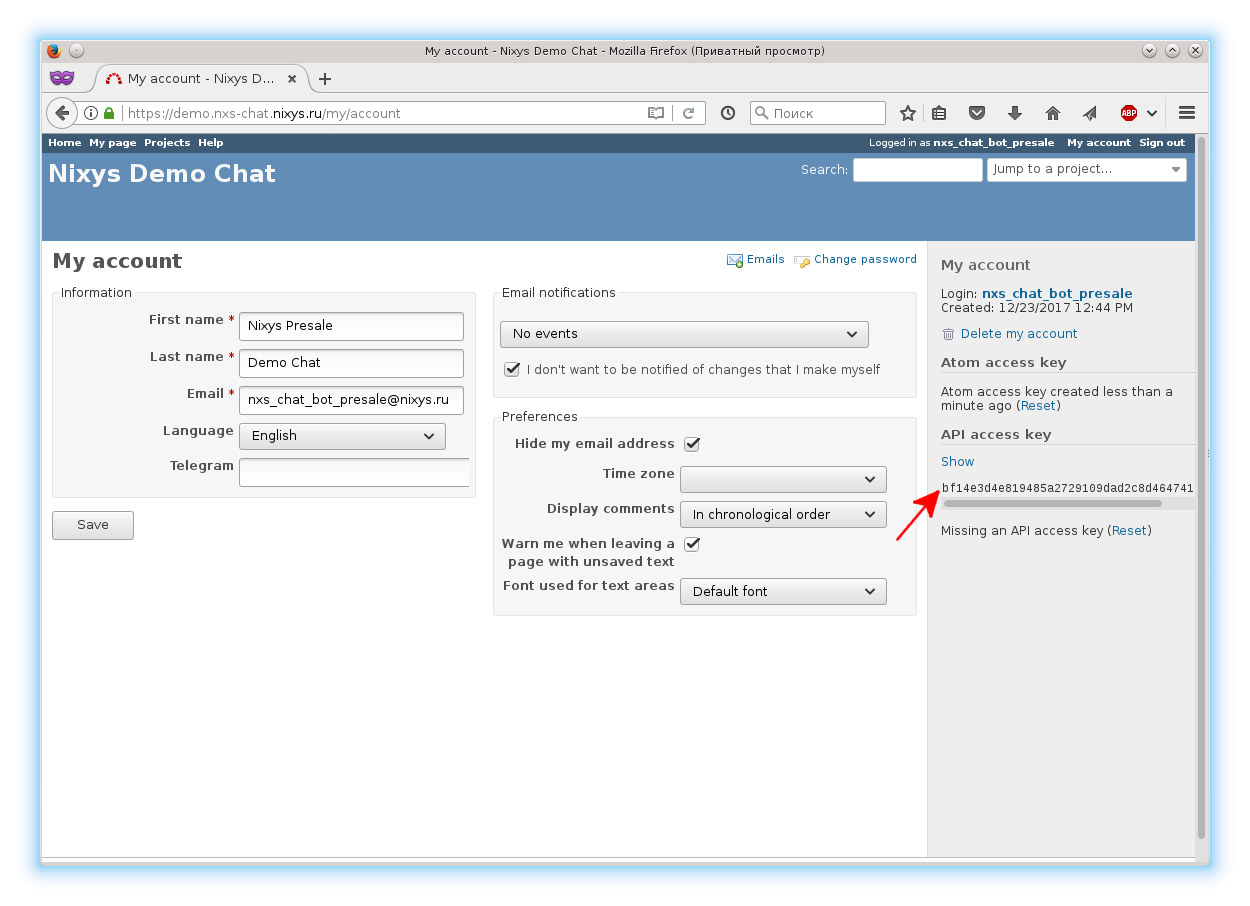 My account - Nixys Demo Chat - Mozilla Firefox (Приватный просмотр)
My account - Nixys D...
https://demo.nxs-chat.nixys.ru/my/account
Поиск
ABP
Home My page Projects Help
Logged in as nxs_chat_bot_presale My account Sign out
Nixys Demo Chat
Search:
Jump to a project...
My account
Emails Change password
Information
First name * Nixys Presale
Last name * Demo Chat
Email * nxs_chat_bot_presale@nixys.ru
Language English
Telegram
Save
Email notifications
No events
I don't want to be notified of changes that I make myself
Preferences
Hide my email address
Time zone
Display comments In chronological order
Warn me when leaving a
page with unsaved text
Font used for text areas Default font
My account
Login: nxs_chat_bot_presale
Created: 12/23/2017 12:44 PM
Delete my account
Atom access key
Atom access key created less than a
minute ago (Reset)
API access key
Show
bf14e3d4e819485a2729109dad2c8d464741
Missing an API access key (Reset)